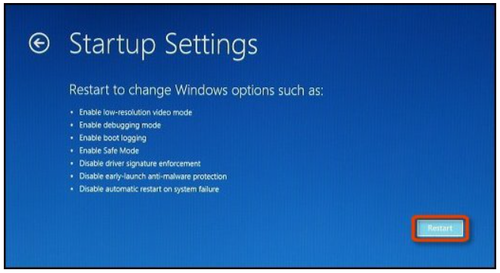 Startup Settings
Restart to change Windows options such as:
• Enable low-resolution video mode
• Enable debugging mode
• Enable boot logging
• Enable Safe Mode
• Disable driver signature enforcement
• Disable early-launch anti-malware protection
• Disable automatic restart on system failure
Restart